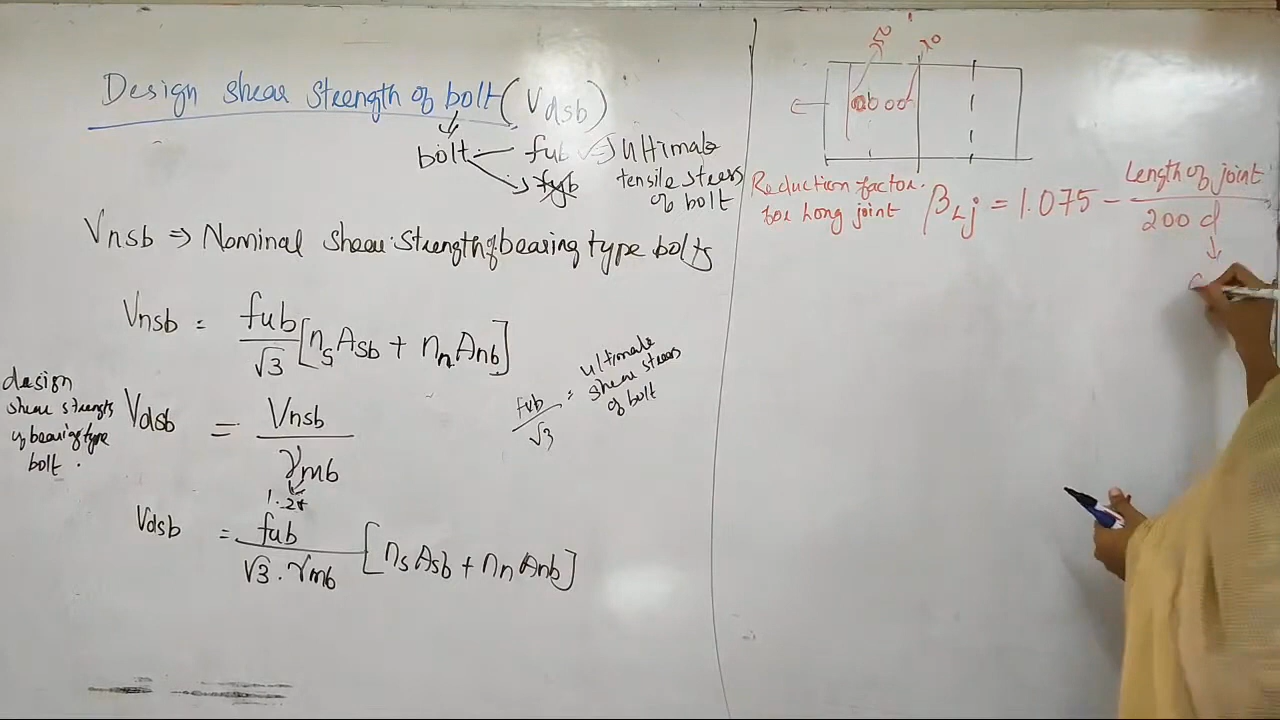 Design shear Strength of bolt (Vdsb)
bolt fub => Ultimate
tensile stress
of bolt
fyb
Vnsb => Nominal Shear Strength of bearing type bolts
Vnsb = fub/√3 [ns Asb + nn Anb]
fub/√3 = ultimate
shear stress
of bolt
design
shear strength
of bearing type
bolt.
Vdsb = Vnsb/γmb
1.25
Vdsb = fub/√3.γmb [ns Asb + nn Anb]
Reduction factor
for Long joint βLj = 1.075 - Length of joint/200 d